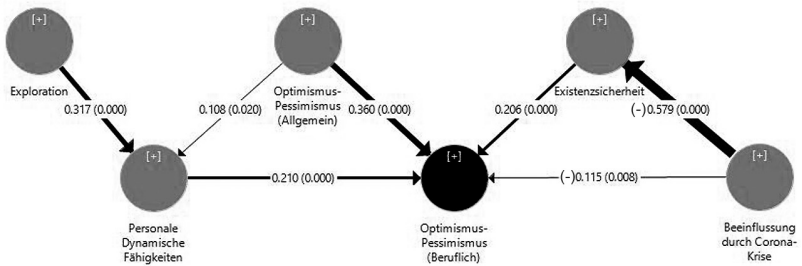 [+]
[+]
[+]
Exploration
Optimismus-
Pessimismus
(Allgemein)
Existenzsicherheit
0.317 (0.000)
0.108 (0.020)
0.360 (0.000)
0.206 (0.000)
(-)0.579 (0.000)
[+]
[+]
[+]
0.210 (0.000)
(-)0.115 (0.008)
Personale
Dynamische
Fähigkeiten
Optimismus-
Pessimismus
(Beruflich)
Beeinflussung
durch Corona-
Krise